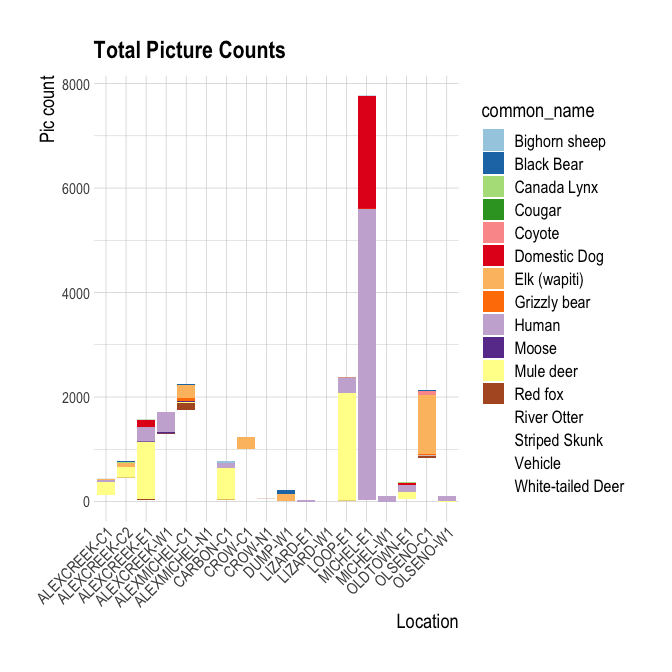 Total Picture Counts
Pic count
8000
6000
4000
2000
0
ALEXCREEK-C1
ALEXCREEK-C2
ALEXCREEK-E1
ALEXCREEK-W1
ALEXMICHEL-C1
ALEXMICHEL-N1
CARBON-C1
CROW-C1
CROW-N1
DUMP-W1
LIZARD-E1
LIZARD-W1
LOOP-E1
MICHEL-E1
MICHEL-W1
OLDTOWN-E1
OLSENO-C1
OLSENO-W1
Location
common_name
Bighorn sheep
Black Bear
Canada Lynx
Cougar
Coyote
Domestic Dog
Elk (wapiti)
Grizzly bear
Human
Moose
Mule deer
Red fox
River Otter
Striped Skunk
Vehicle
White-tailed Deer